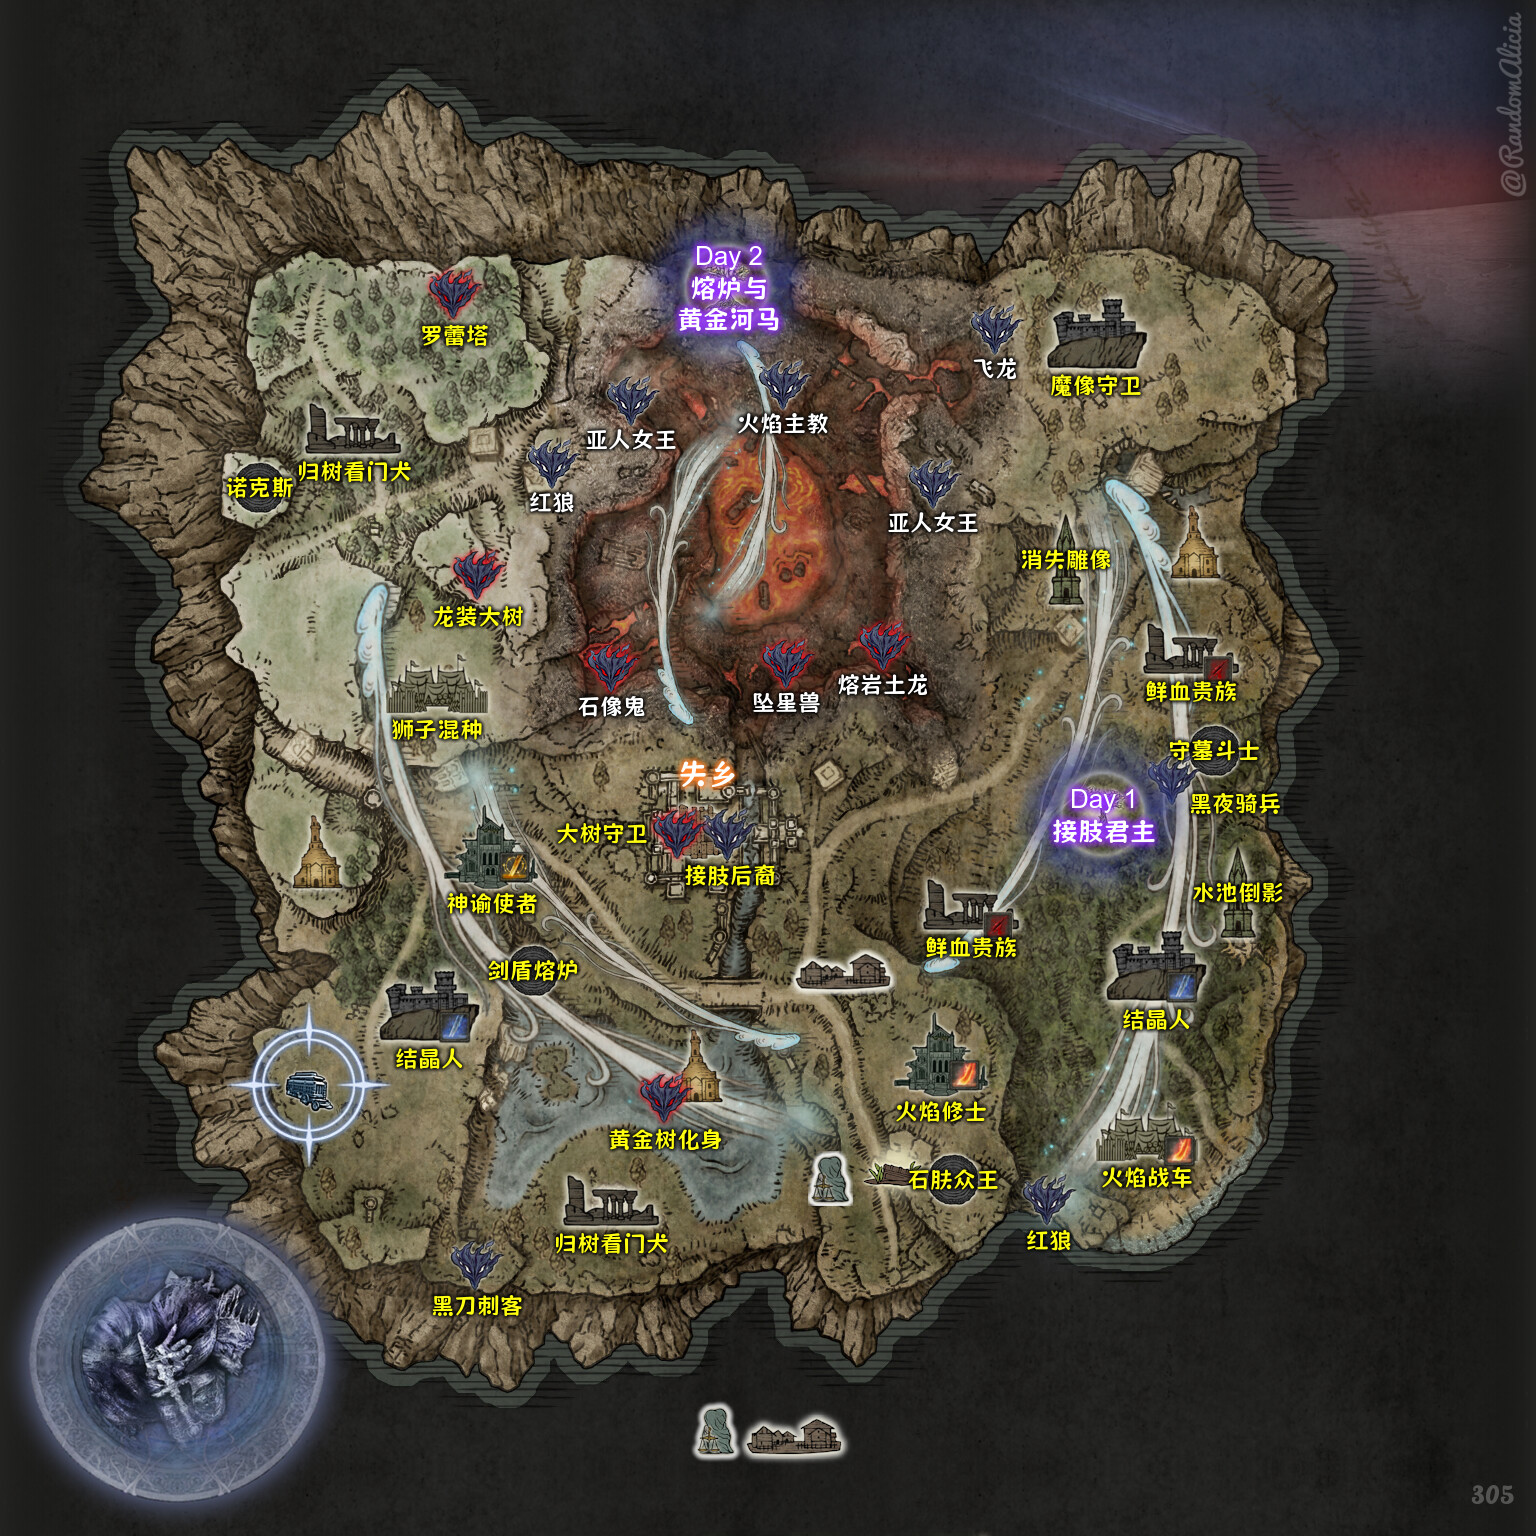 @RandomAlicia
Day 2
熔炉与
黄金河马
罗蕾塔
飞龙
魔像守卫
亚人女王
火焰主教
归树看门犬
诺克斯
红狼
亚人女王
消失雕像
龙装大树
石像鬼
坠星兽
熔岩土龙
鲜血贵族
狮子混种
守墓斗士
失乡
Day 1
接肢君主
黑夜骑兵
大树守卫
接肢后裔
神谕使者
水池倒影
鲜血贵族
剑盾熔炉
结晶人
结晶人
火焰修士
黄金树化身
石肤众王
火焰战车
归树看门犬
红狼
黑刀刺客
305